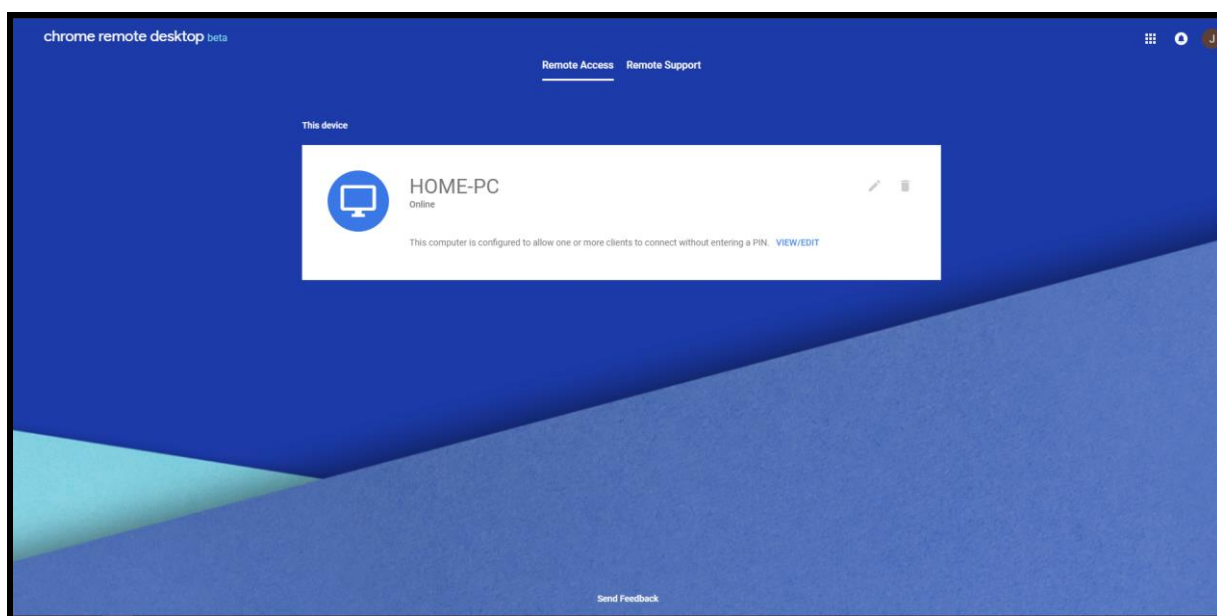 chrome remote desktop beta
J
Remote Access Remote Support
This device
HOME-PC
Online
This computer is configured to allow one or more clients to connect without entering a PIN. VIEW/EDIT
Send Feedback